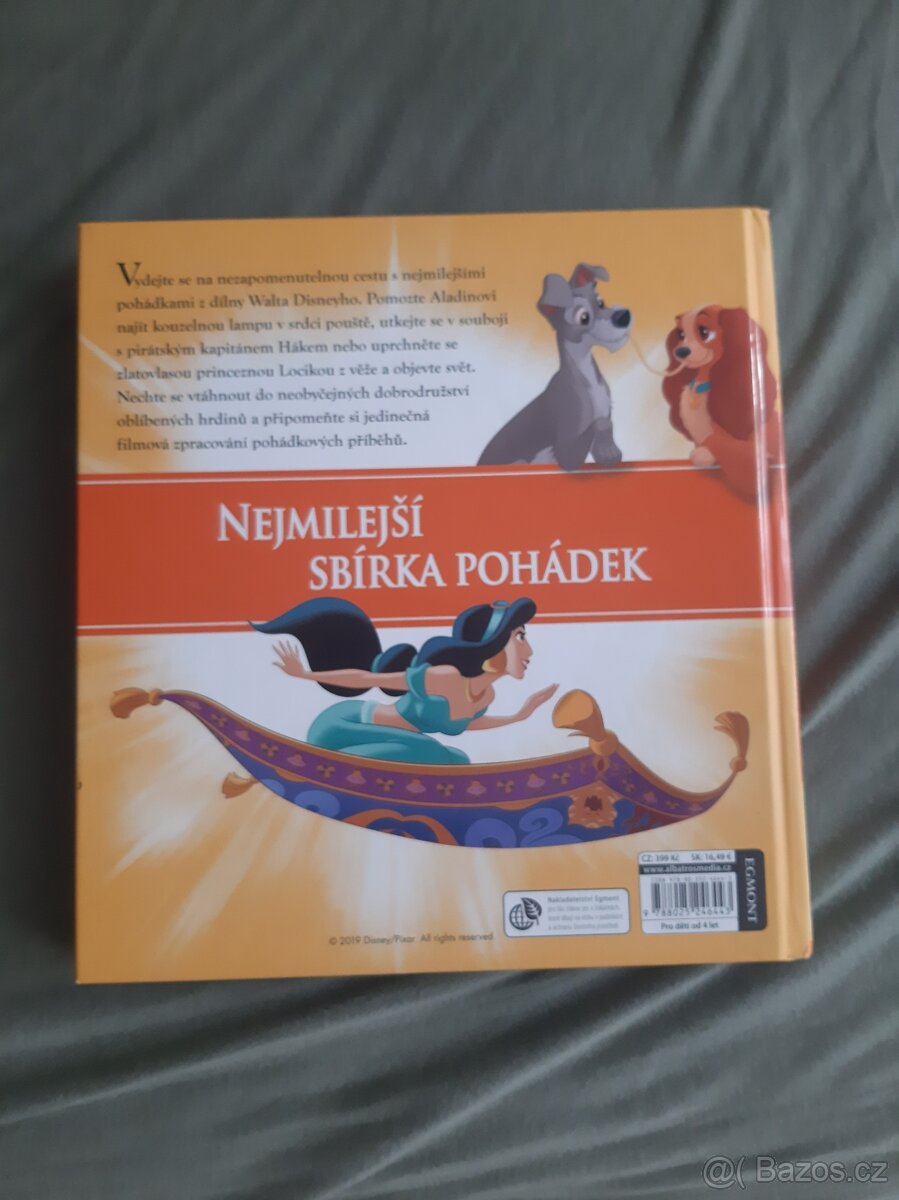 Vydejte se na nezapomenutelnou cestu s nejmilejšími
pohádkami z dílny Walta Disneyho. Pomozte Aladinovi
najít kouzelnou lampu v srdci pouště, utkejte se v souboji
s pirátským kapitánem Hákem nebo uprchněte se
zlatovlasou princeznou Locikou z věže a objevte svět.
Nechte se vtáhnout do neobyčejných dobrodružství
oblíbených hrdinů a připomeňte si jedinečná
filmová zpracování pohádkových příběhů.
NEJMILEJŠÍ
SBÍRKA POHÁDEK
CZ: 399 Kč SK: 16,49 €
www.albatrosmedia.cz
9 788025 246443
Pro děti od 4 let
EGMONT
Nakladatelství Egmont
© 2019 Disney/Pixar. All rights reserved.
@( Bazos.cz